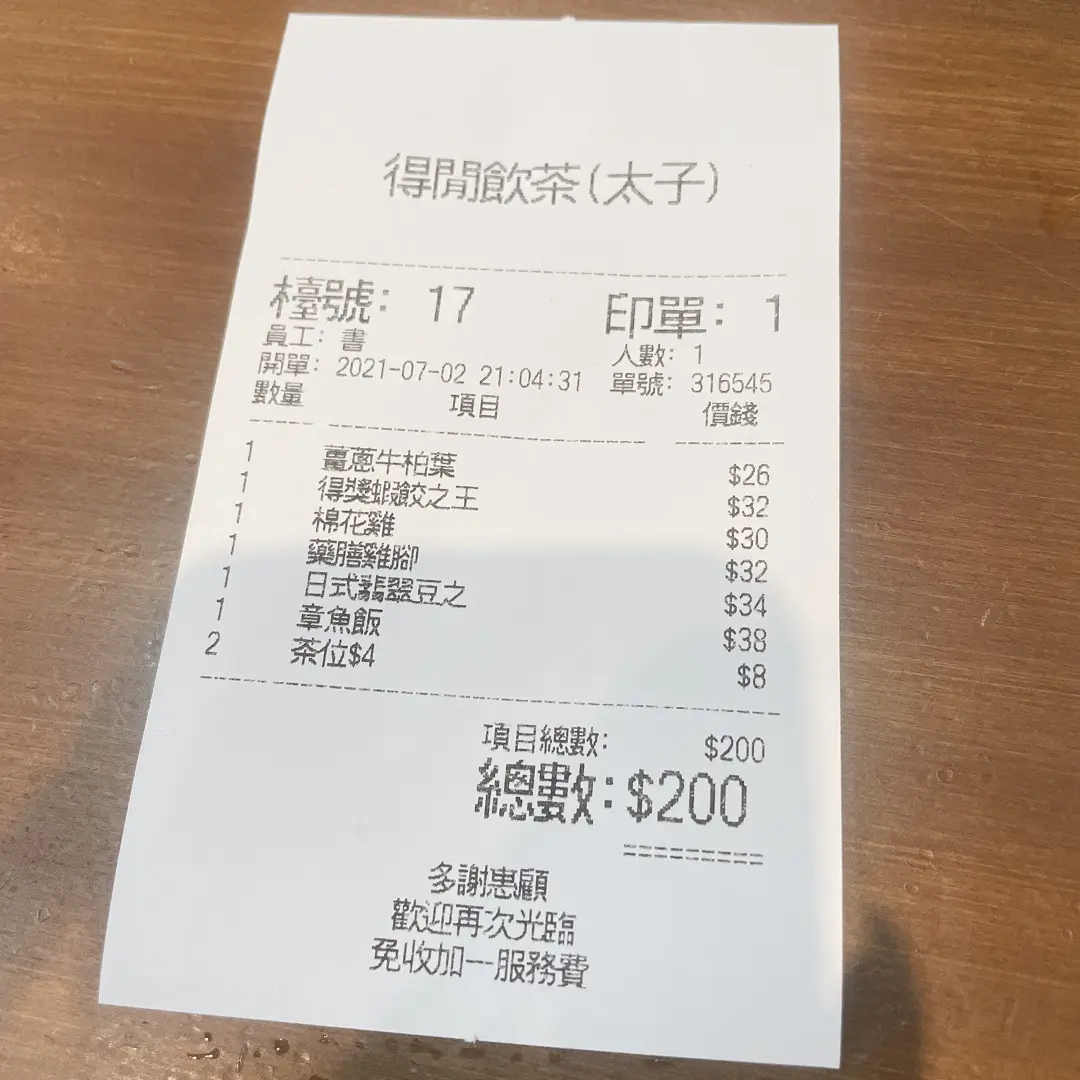 得閒飲茶(太子)
檯號: 17 印單: 1
員工: 書 人數: 1
開單: 2021-07-02 21:04:31 單號: 316545
數量 項目 價錢
1 薑蔥牛柏葉 $26
1 得獎蝦餃之王 $32
1 棉花雞 $30
1 藥膳雞腳 $32
1 日式翡翠豆之 $34
1 章魚飯 $38
2 茶位$4 $8
項目總數: $200
總數:$200
多謝惠顧
歡迎再次光臨
免收加一服務費